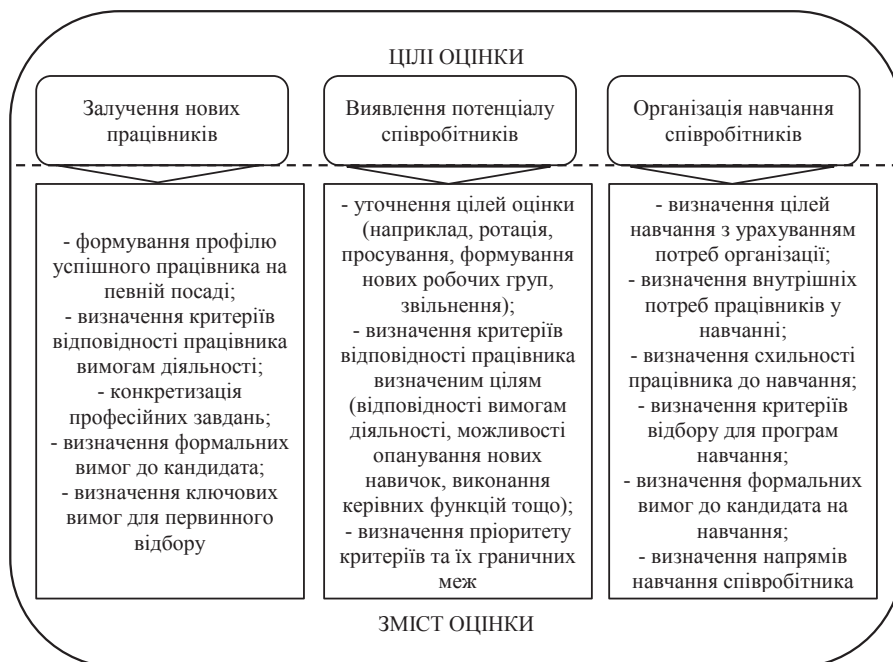 ЦІЛІ ОЦІНКИ
Залучення нових
працівників
Виявлення потенціалу
співробітників
Організація навчання
співробітників
- формування профілю
успішного працівника на
певній посаді;
- визначення критеріїв
відповідності працівника
вимогам діяльності;
- конкретизація
професійних завдань;
- визначення формальних
вимог до кандидата;
- визначення ключових
вимог для первинного
відбору
- уточнення цілей оцінки
(наприклад, ротація,
просування, формування
нових робочих груп,
звільнення);
- визначення критеріїв
відповідності працівника
визначеним цілям
(відповідності вимогам
діяльності, можливості
опанування нових
навичок, виконання
керівних функцій тощо);
- визначення пріоритету
критеріїв та їх граничних
меж
- визначення цілей
навчання з урахуванням
потреб організації;
- визначення внутрішніх
потреб працівників у
навчанні;
- визначення схильності
працівника до навчання;
- визначення критеріїв
відбору для програм
навчання;
- визначення формальних
вимог до кандидата на
навчання;
- визначення напрямів
навчання співробітника
ЗМІСТ ОЦІНКИ